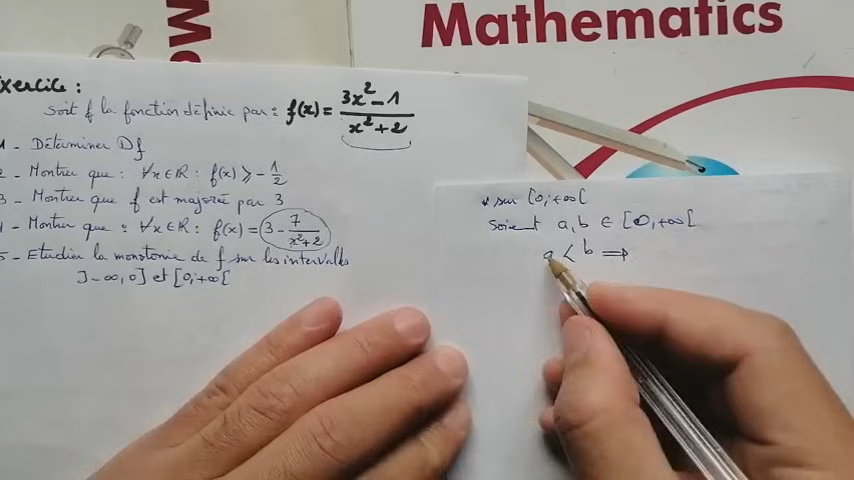 Mathematics
xercice :
soit f la fonction définie par : f(x) = (3x² - 1)/(x² + 2)
1 - Déterminer Df
2 - Montrer que : ∀x∈ℝ : f(x) ≥ -1/2
3 - Montrer que f est majorée par 3
4 - Montrer que : ∀x∈ℝ : f(x) = 3 - 7/(x²+2)
5 - Etudier la monotonie de f sur les intervalles
]-∞, 0] et [0, +∞[
* sur [0, +∞[
Soient a, b ∈ [0, +∞[
a < b ⟹